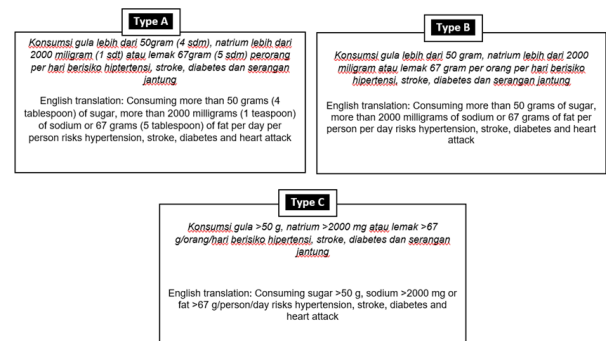 Type A
Konsumsi gula lebih dari 50gram (4 sdm), natrium lebih dari
2000 miligram (1 sdt) atau lemak 67gram (5 sdm) perorang
per hari berisiko hiptertensi, stroke, diabetes dan serangan
jantung
English translation: Consuming more than 50 grams (4
tablespoon) of sugar, more than 2000 milligrams (1 teaspoon)
of sodium or 67 grams (5 tablespoon) of fat per day per
person risks hypertension, stroke, diabetes and heart attack
Type B
Konsumsi gula lebih dari 50 gram, natrium lebih dari 2000
miligram atau lemak 67 gram per orang per hari berisiko
hipertensi, stroke, diabetes dan serangan jantung
English translation: Consuming more than 50 grams of sugar,
more than 2000 milligrams of sodium or 67 grams of fat per
person per day risks hypertension, stroke, diabetes and heart
attack
Type C
Konsumsi gula >50 g, natrium >2000 mg atau lemak >67
g/orang/hari berisiko hipertensi, stroke, diabetes dan serangan
jantung
English translation: Consuming sugar >50 g, sodium >2000 mg or
fat >67 g/person/day risks hypertension, stroke, diabetes and
heart attack